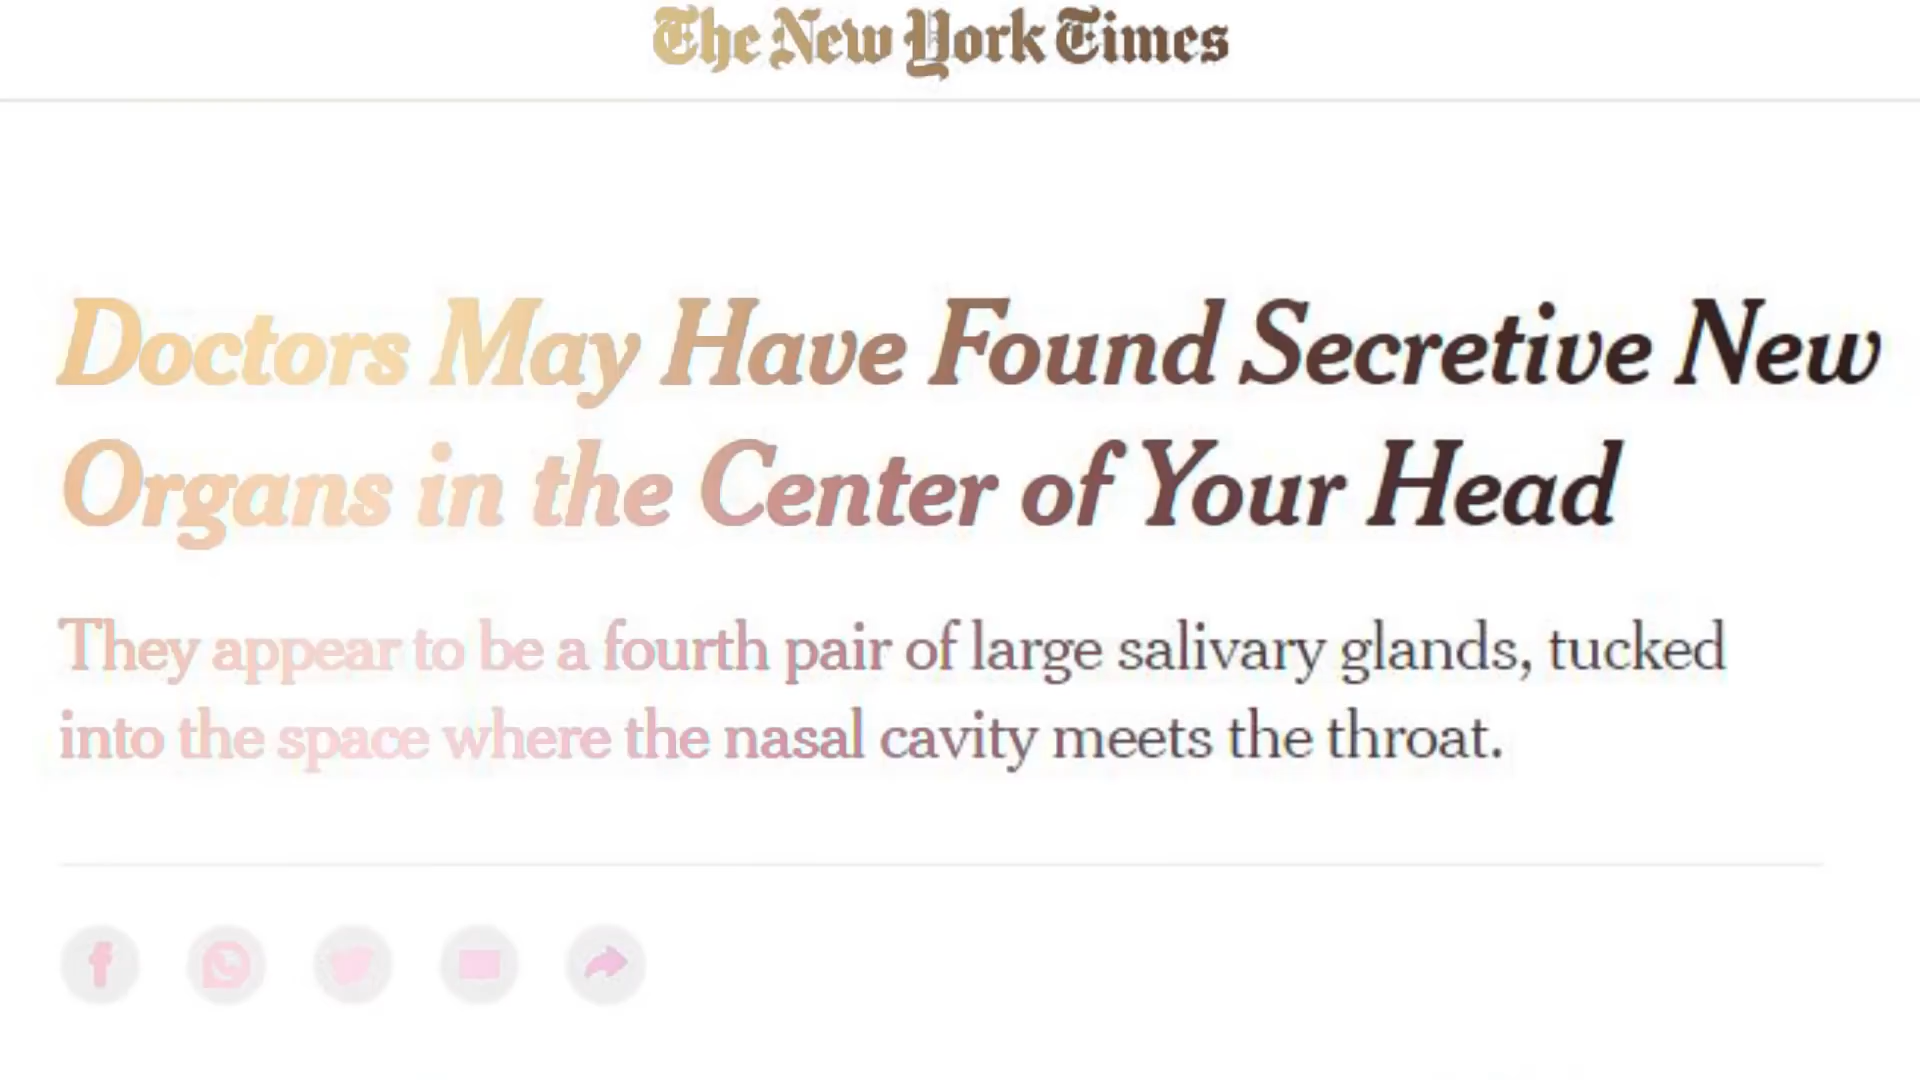 The New York Times
Doctors May Have Found Secretive New
Organs in the Center of Your Head
They appear to be a fourth pair of large salivary glands, tucked
into the space where the nasal cavity meets the throat.